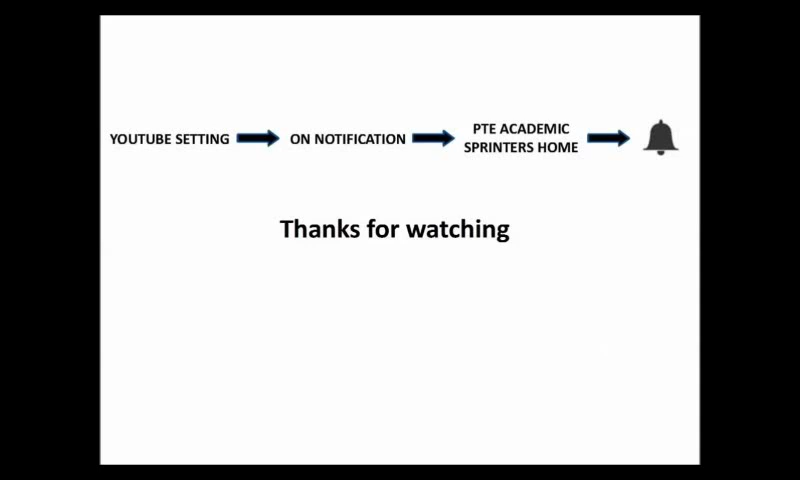 YOUTUBE SETTING ON NOTIFICATION PTE ACADEMIC
SPRINTERS HOME
Thanks for watching